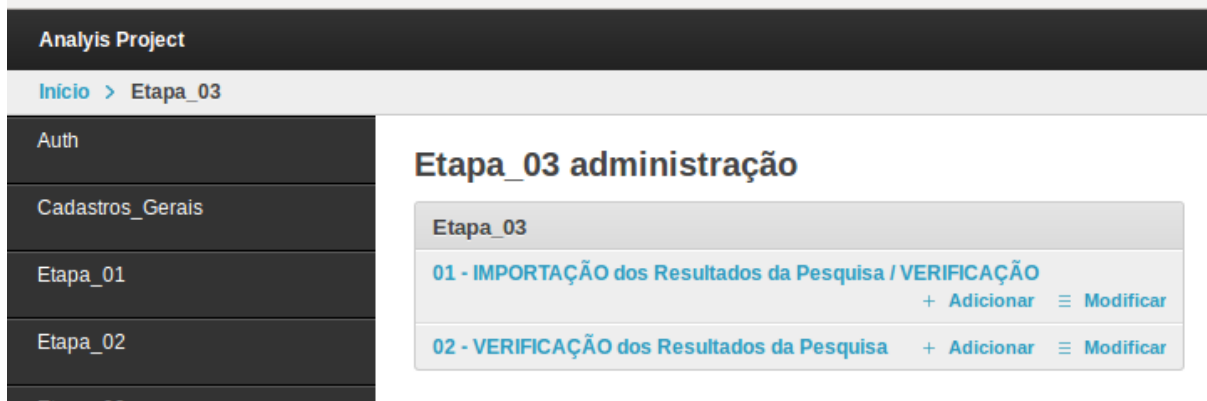 Analyis Project
Início > Etapa_03
Auth
Cadastros_Gerais
Etapa_01
Etapa_02
Etapa_03 administração
Etapa_03
01 - IMPORTAÇÃO dos Resultados da Pesquisa / VERIFICAÇÃO
+ Adicionar ≡ Modificar
02 - VERIFICAÇÃO dos Resultados da Pesquisa + Adicionar ≡ Modificar